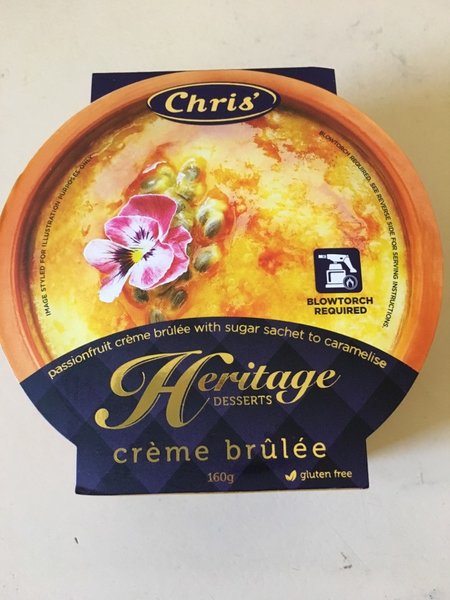 Chris'
IMAGE STYLED FOR ILLUSTRATION PURPOSES ONLY.
BLOWTORCH REQUIRED. SEE REVERSE SIDE FOR SERVING INSTRUCTIONS.
BLOWTORCH
REQUIRED
passionfruit crème brûlée with sugar sachet to caramelise
Heritage
DESSERTS
crème brûlée
160g
gluten free